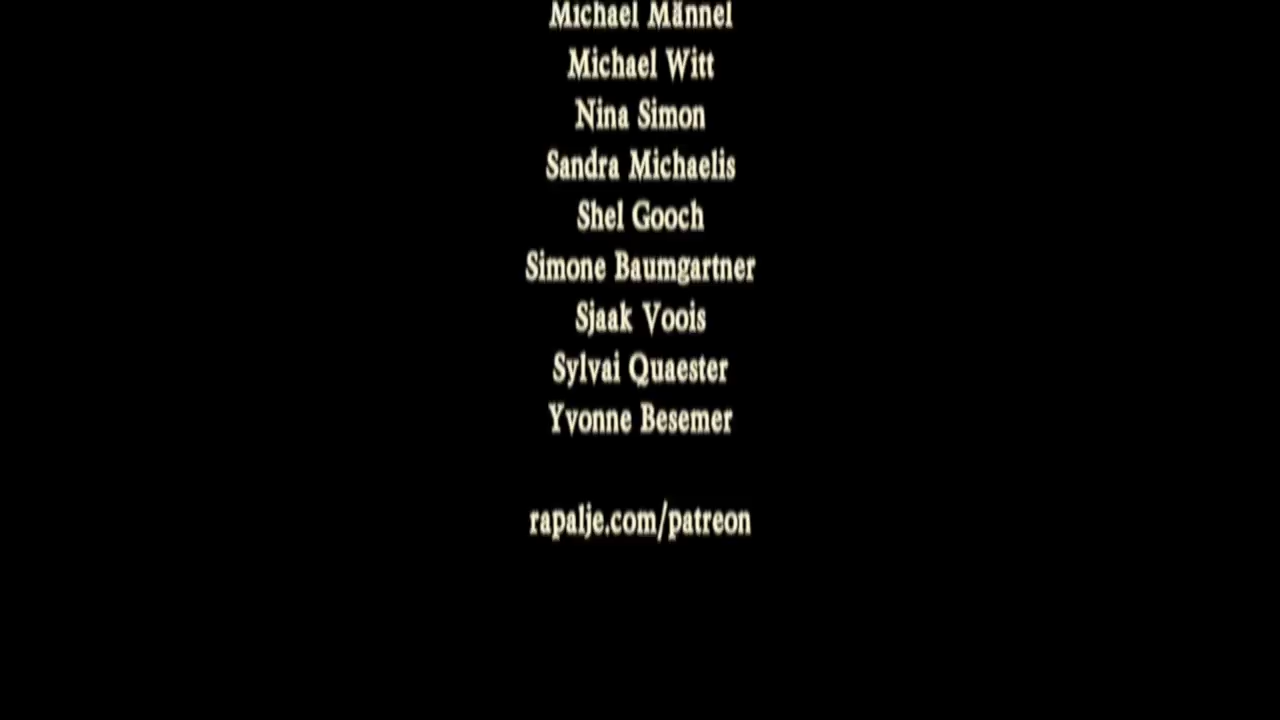 Michael Männel
Michael Witt
Nina Simon
Sandra Michaelis
Shel Gooch
Simone Baumgartner
Sjaak Voois
Sylvai Quaester
Yvonne Besemer
rapalje.com/patreon